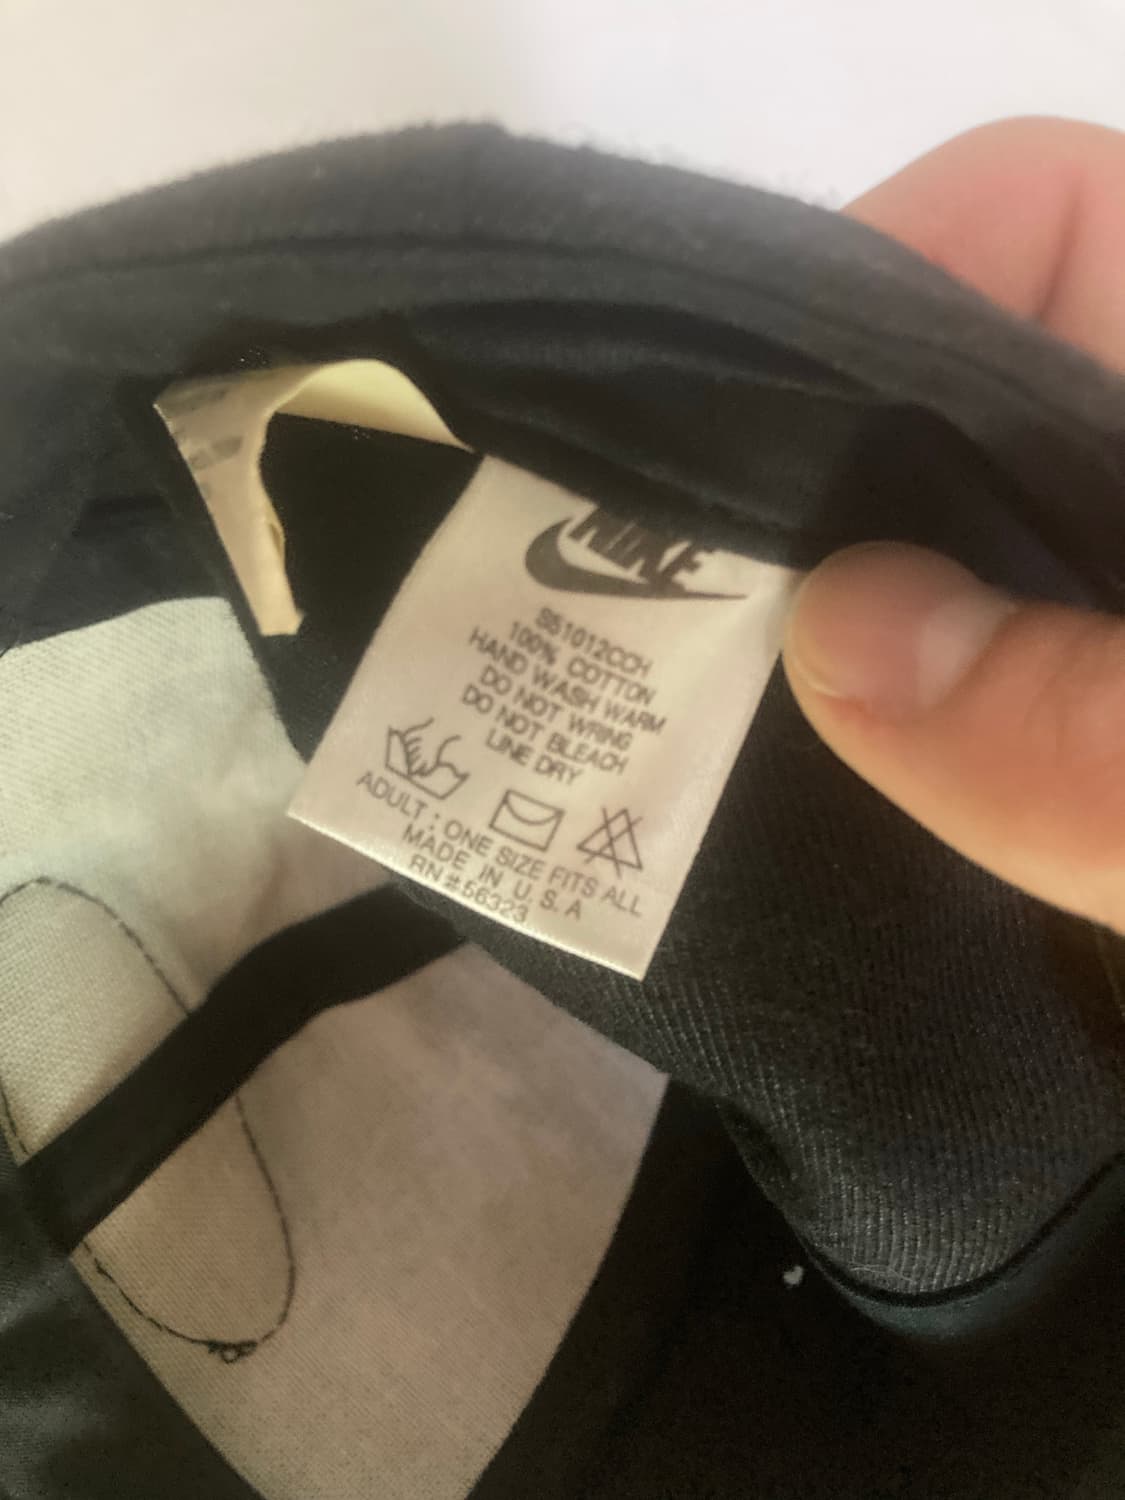 NIKE
S51012CCH
100% COTTON
HAND WASH WARM
DO NOT WRING
DO NOT BLEACH
LINE DRY
ADULT : ONE SIZE FITS ALL
MADE IN U.S.A
RN#56323